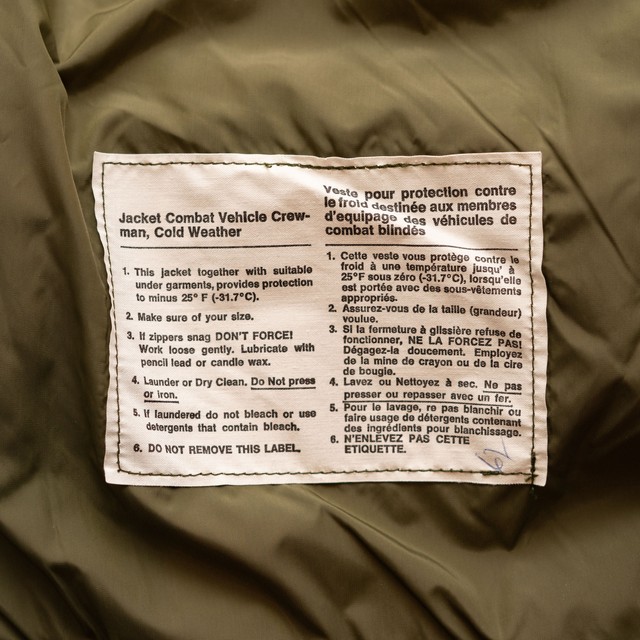 Jacket Combat Vehicle Crew-
man, Cold Weather
1. This jacket together with suitable
under garments, provides protection
to minus 25° F (-31.7°C).
2. Make sure of your size.
3. If zippers snag DON'T FORCE!
Work loose gently. Lubricate with
pencil lead or candle wax.
4. Launder or Dry Clean. Do Not press
or iron.
5. If laundered do not bleach or use
detergents that contain bleach.
6. DO NOT REMOVE THIS LABEL.
Veste pour protection contre
le froid destinée aux membres
d'equipage des véhicules de
combat blindés
1. Cette veste vous protège contre le
froid à une température jusqu' à
25°F sous zéro (-31.7°C), lorsqu'elle
est portée avec des sous-vêtements
appropriés.
2. Assurez-vous de la taille (grandeur)
voulue.
3. Si la fermeture à glissière refuse de
fonctionner, NE LA FORCEZ PAS!
Dégagez-la doucement. Employez
de la mine de crayon ou de la cire
de bougie.
4. Lavez ou Nettoyez à sec. Ne pas
presser ou repasser avec un fer.
5. Pour le lavage, re pas blanchir ou
faire usage de détergents contenant
des ingrédients pour blanchissage.
6. N'ENLEVEZ PAS CETTE
ETIQUETTE.